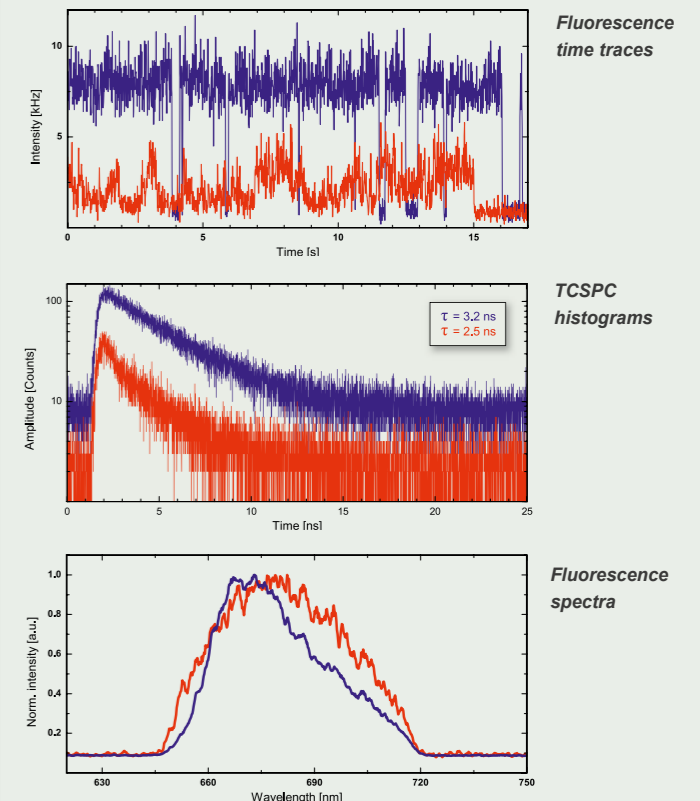 Fluorescence
time traces
Intensity [kHz]
10
5
0
5
10
15
Time [s]
TCSPC
histograms
Amplitude [Counts]
100
10
τ = 3.2 ns
τ = 2.5 ns
0
5
10
15
20
25
Time [ns]
Fluorescence
spectra
Norm. intensity [a.u.]
1.0
0.8
0.6
0.4
0.2
630
660
690
720
750
Wavelength [nm]